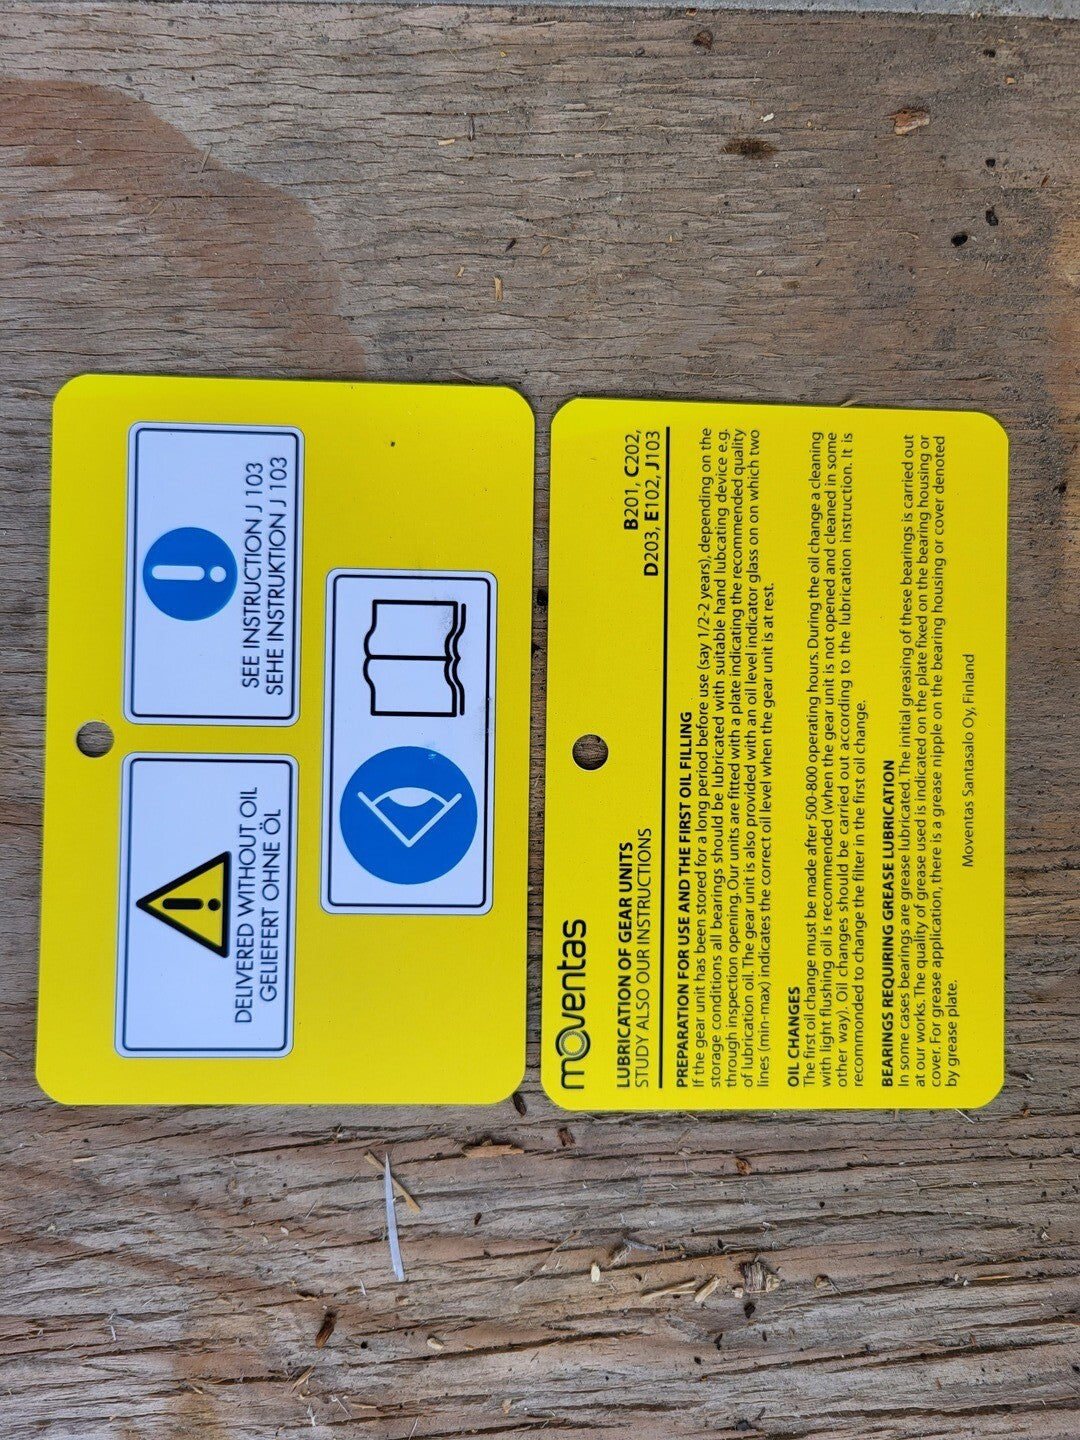 DELIVERED WITHOUT OIL
GELIEFERT OHNE ÖL
SEE INSTRUCTION J 103
SEHE INSTRUKTION J 103
moventas
LUBRICATION OF GEAR UNITS
STUDY ALSO OUR INSTRUCTIONS
B201, C202,
D203, E102, J103
PREPARATION FOR USE AND THE FIRST OIL FILLING
If the gear unit has been stored for a long period before use (say 1/2-2 years), depending on the
storage conditions all bearings should be lubricated with suitable hand lubcating device e.g.
through inspection opening. Our units are fitted with a plate indicating the recommended quality
of lubrication oil. The gear unit is also provided with an oil level indicator glass on on which two
lines (min-max) indicates the correct oil level when the gear unit is at rest.
OIL CHANGES
The first oil change must be made after 500-800 operating hours. During the oil change a cleaning
with light flushing oil is recommended (when the gear unit is not opened and cleaned in some
other way). Oil changes should be carried out according to the lubrication instruction. It is
recommonded to change the filter in the first oil change.
BEARINGS REQUIRING GREASE LUBRICATION
In some cases bearings are grease lubricated. The initial greasing of these bearings is carried out
at our works. The quality of grease used is indicated on the plate fixed on the bearing housing or
cover. For grease application, there is a grease nipple on the bearing housing or cover denoted
by grease plate.
Moventas Santasalo Oy, Finland